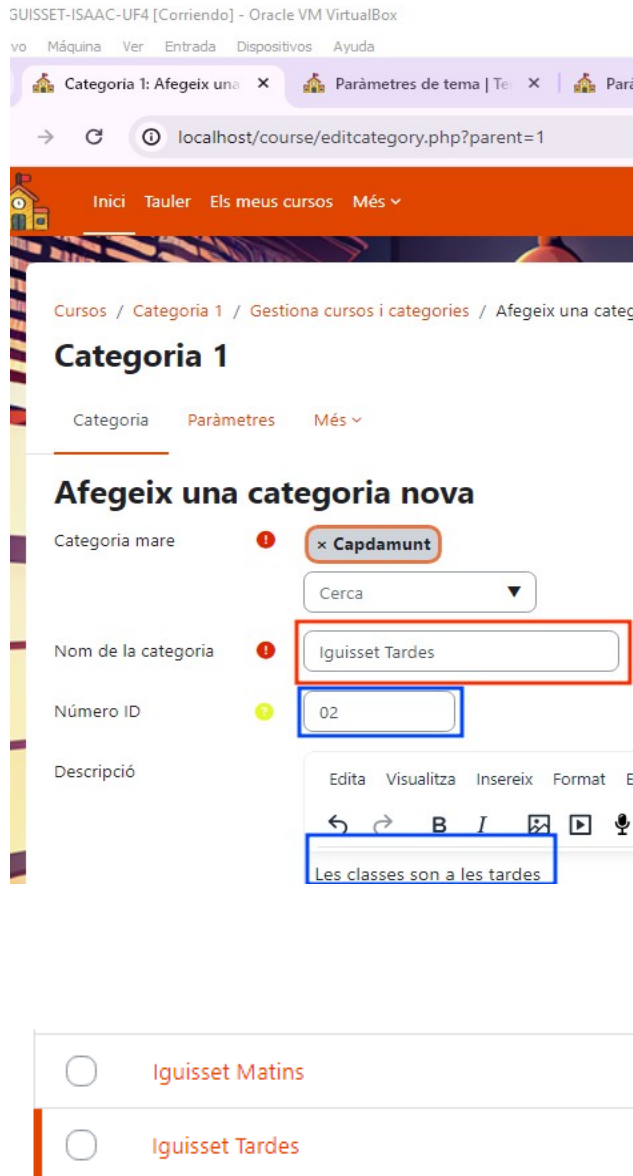 GUISSET-ISAAC-UF4 [Corriendo] - Oracle VM VirtualBox
vo Máquina Ver Entrada Dispositivos Ayuda
Categoria 1: Afegeix una Paràmetres de tema | Te Parà
localhost/course/editcategory.php?parent=1
Inici Tauler Els meus cursos Més
Cursos / Categoria 1 / Gestiona cursos i categories / Afegeix una categ
Categoria 1
Categoria Paràmetres Més
Afegeix una categoria nova
Categoria mare × Capdamunt
Cerca
Nom de la categoria Iguisset Tardes
Número ID 02
Descripció
Edita Visualitza Insereix Format E
B I
Les classes son a les tardes
Iguisset Matins
Iguisset Tardes